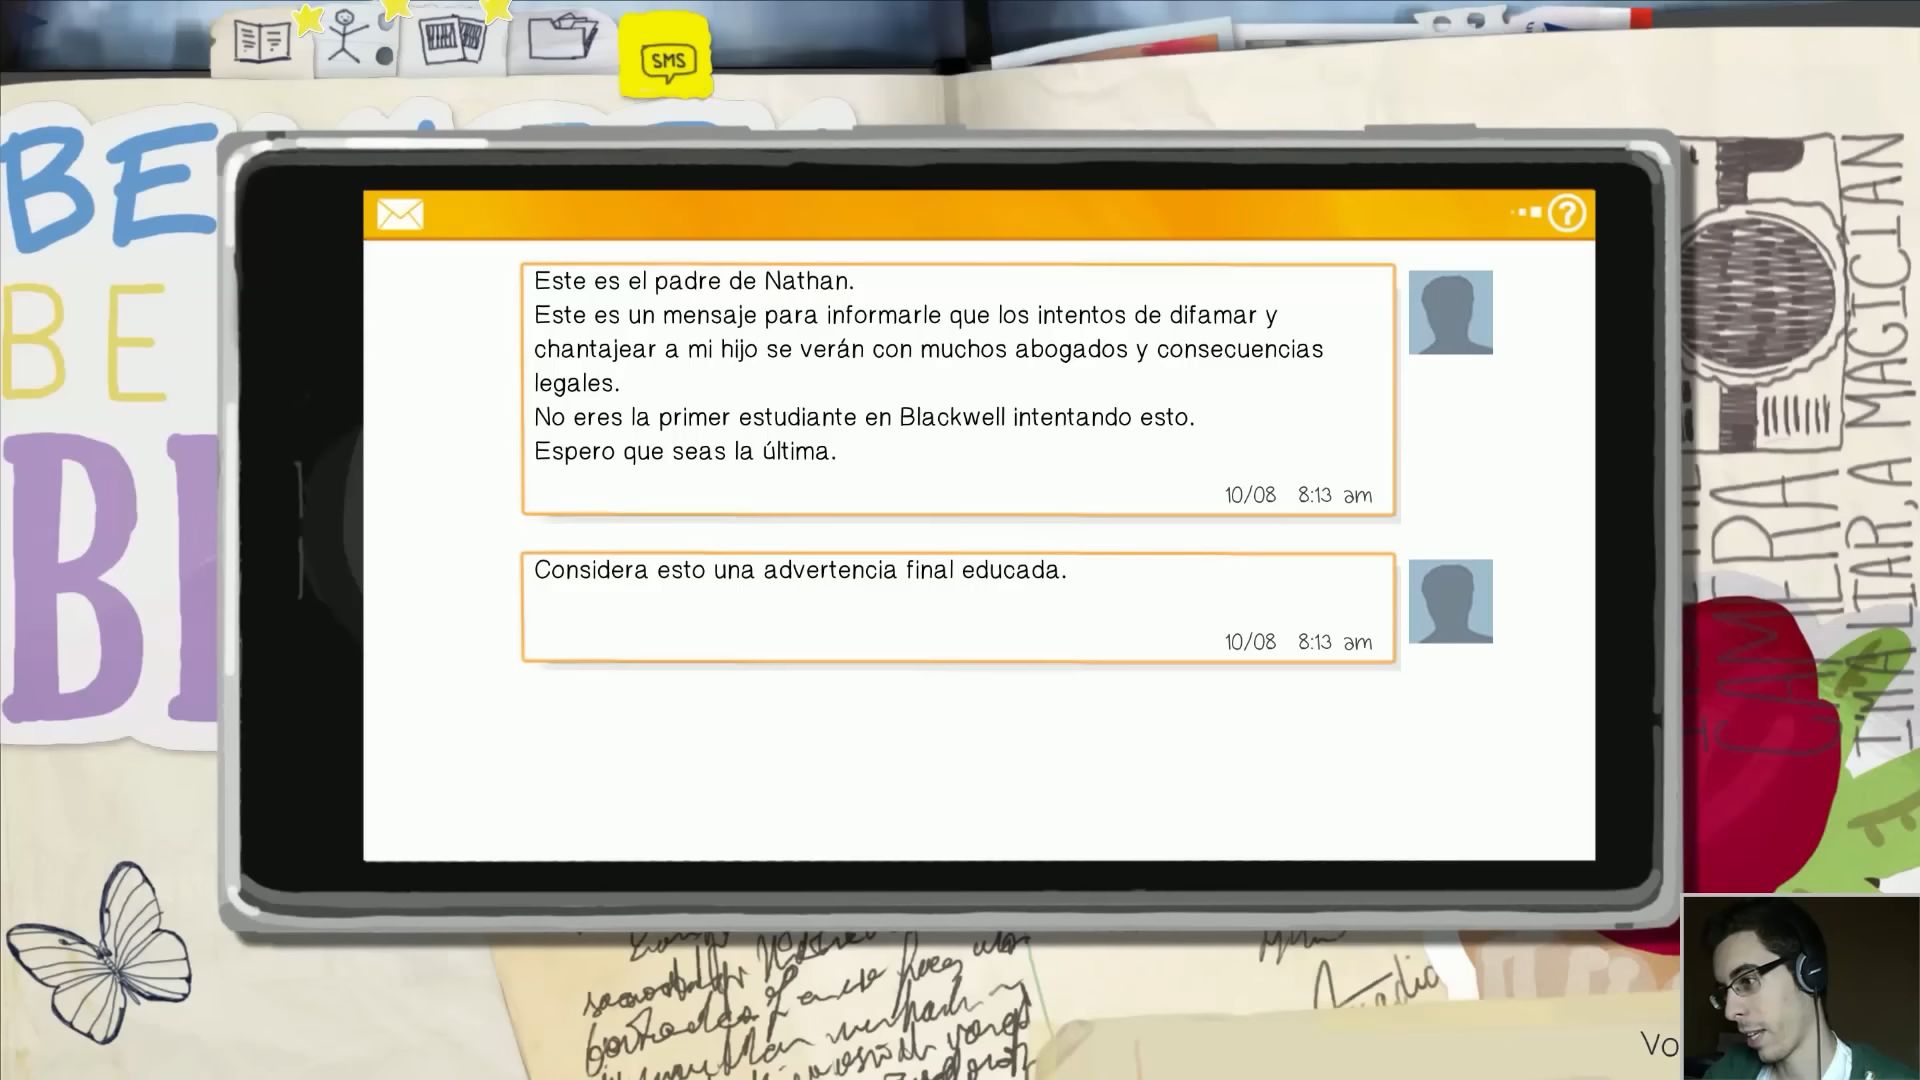 SMS
BE
BE
Este es el padre de Nathan.
Este es un mensaje para informarle que los intentos de difamar y
chantajear a mi hijo se verán con muchos abogados y consecuencias
legales.
No eres la primer estudiante en Blackwell intentando esto.
Espero que seas la última.
10/08 8:13 am
Considera esto una advertencia final educada.
10/08 8:13 am
CAMERA
LIAR, A MAGICIAN
Vo